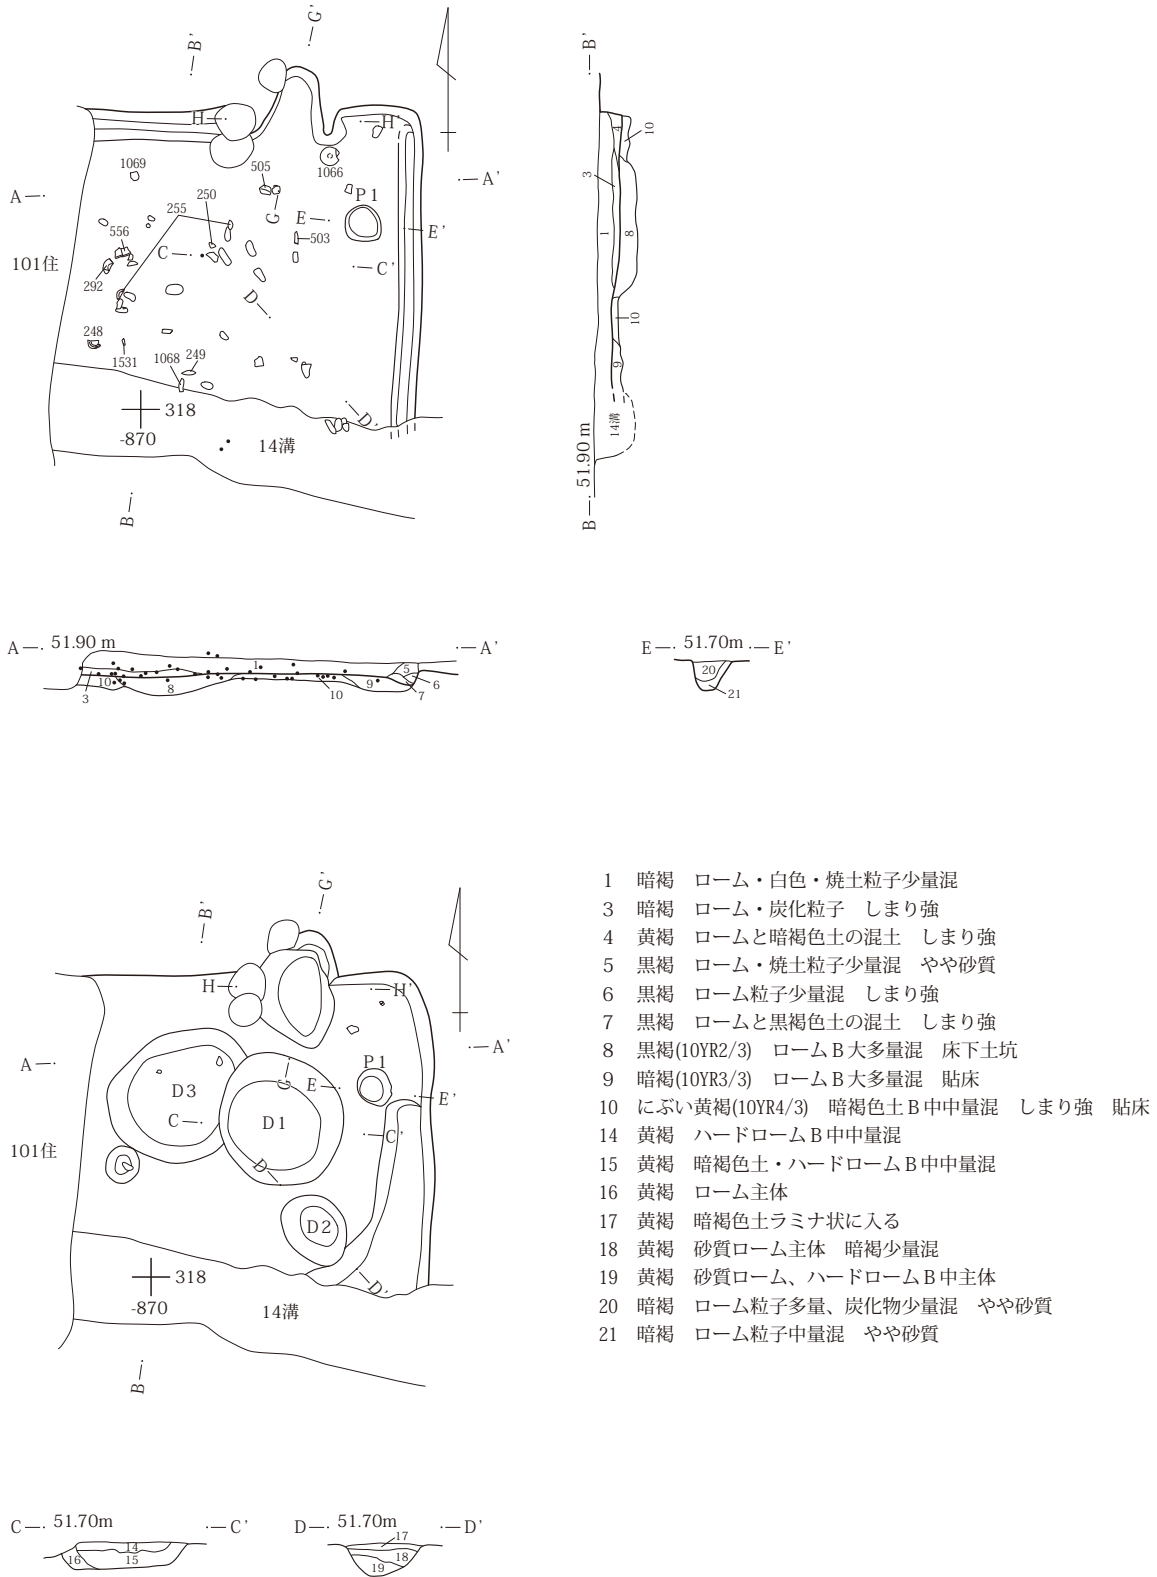 G'
B'
H
H'
1069
505
1066
A
A'
250
P1
255
G
E
E'
556
503
C
C'
101住
292
D
248
1531
1068
249
318
D'
-870
14溝
B
B'
4
10
3
1
8
10
9
14溝
51.90 m
B
A 51.90 m A'
1
5
10
8
10
9
6
3
7
E 51.70m E'
20
21
G'
B'
H
H'
A
A'
P1
D3
G
E
E'
C
D1
C'
101住
D
D2
318
D'
-870
14溝
B
1 暗褐 ローム・白色・焼土粒子少量混
3 暗褐 ローム・炭化粒子 しまり強
4 黄褐 ロームと暗褐色土の混土 しまり強
5 黒褐 ローム・焼土粒子少量混 やや砂質
6 黒褐 ローム粒子少量混 しまり強
7 黒褐 ロームと黒褐色土の混土 しまり強
8 黒褐(10YR2/3) ロームB大多量混 床下土坑
9 暗褐(10YR3/3) ロームB大多量混 貼床
10 にぶい黄褐(10YR4/3) 暗褐色土B中中量混 しまり強 貼床
14 黄褐 ハードロームB中中量混
15 黄褐 暗褐色土・ハードロームB中中量混
16 黄褐 ローム主体
17 黄褐 暗褐色土ラミナ状に入る
18 黄褐 砂質ローム主体 暗褐少量混
19 黄褐 砂質ローム、ハードロームB中主体
20 暗褐 ローム粒子多量、炭化物少量混 やや砂質
21 暗褐 ローム粒子中量混 やや砂質
C 51.70m C'
14
16
15
D 51.70m D'
17
18
19